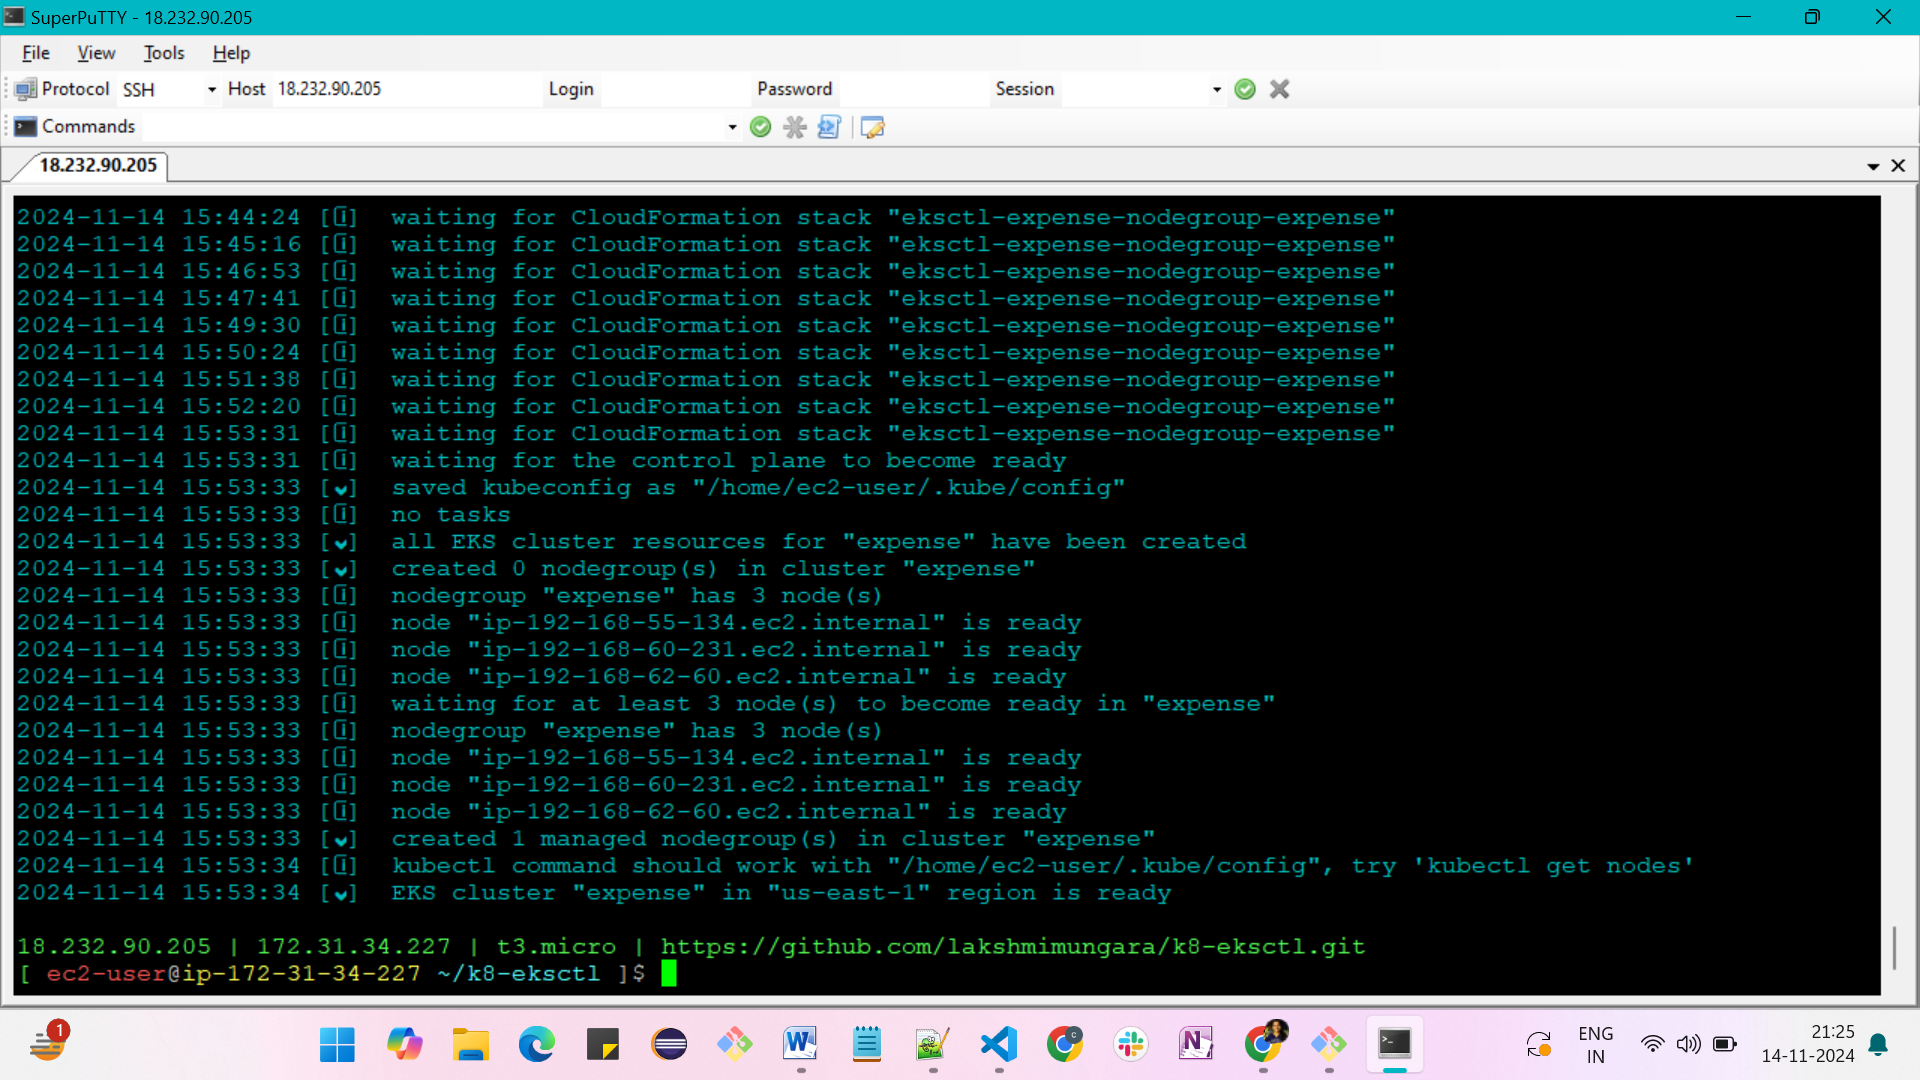 SuperPuTTY - 18.232.90.205
File View Tools Help
Protocol SSH Host 18.232.90.205 Login Password Session
Commands
18.232.90.205
2024-11-14 15:44:24 [i] waiting for CloudFormation stack "eksctl-expense-nodegroup-expense"
2024-11-14 15:45:16 [i] waiting for CloudFormation stack "eksctl-expense-nodegroup-expense"
2024-11-14 15:46:53 [i] waiting for CloudFormation stack "eksctl-expense-nodegroup-expense"
2024-11-14 15:47:41 [i] waiting for CloudFormation stack "eksctl-expense-nodegroup-expense"
2024-11-14 15:49:30 [i] waiting for CloudFormation stack "eksctl-expense-nodegroup-expense"
2024-11-14 15:50:24 [i] waiting for CloudFormation stack "eksctl-expense-nodegroup-expense"
2024-11-14 15:51:38 [i] waiting for CloudFormation stack "eksctl-expense-nodegroup-expense"
2024-11-14 15:52:20 [i] waiting for CloudFormation stack "eksctl-expense-nodegroup-expense"
2024-11-14 15:53:31 [i] waiting for CloudFormation stack "eksctl-expense-nodegroup-expense"
2024-11-14 15:53:31 [i] waiting for the control plane to become ready
2024-11-14 15:53:33 [✔] saved kubeconfig as "/home/ec2-user/.kube/config"
2024-11-14 15:53:33 [i] no tasks
2024-11-14 15:53:33 [✔] all EKS cluster resources for "expense" have been created
2024-11-14 15:53:33 [✔] created 0 nodegroup(s) in cluster "expense"
2024-11-14 15:53:33 [i] nodegroup "expense" has 3 node(s)
2024-11-14 15:53:33 [i] node "ip-192-168-55-134.ec2.internal" is ready
2024-11-14 15:53:33 [i] node "ip-192-168-60-231.ec2.internal" is ready
2024-11-14 15:53:33 [i] node "ip-192-168-62-60.ec2.internal" is ready
2024-11-14 15:53:33 [i] waiting for at least 3 node(s) to become ready in "expense"
2024-11-14 15:53:33 [i] nodegroup "expense" has 3 node(s)
2024-11-14 15:53:33 [i] node "ip-192-168-55-134.ec2.internal" is ready
2024-11-14 15:53:33 [i] node "ip-192-168-60-231.ec2.internal" is ready
2024-11-14 15:53:33 [i] node "ip-192-168-62-60.ec2.internal" is ready
2024-11-14 15:53:33 [✔] created 1 managed nodegroup(s) in cluster "expense"
2024-11-14 15:53:34 [i] kubectl command should work with "/home/ec2-user/.kube/config", try 'kubectl get nodes'
2024-11-14 15:53:34 [✔] EKS cluster "expense" in "us-east-1" region is ready
18.232.90.205 | 172.31.34.227 | t3.micro | https://github.com/lakshmimungara/k8-eksctl.git
[ ec2-user@ip-172-31-34-227 ~/k8-eksctl ]$
1
W
N
C
ENG
IN
21:25
14-11-2024